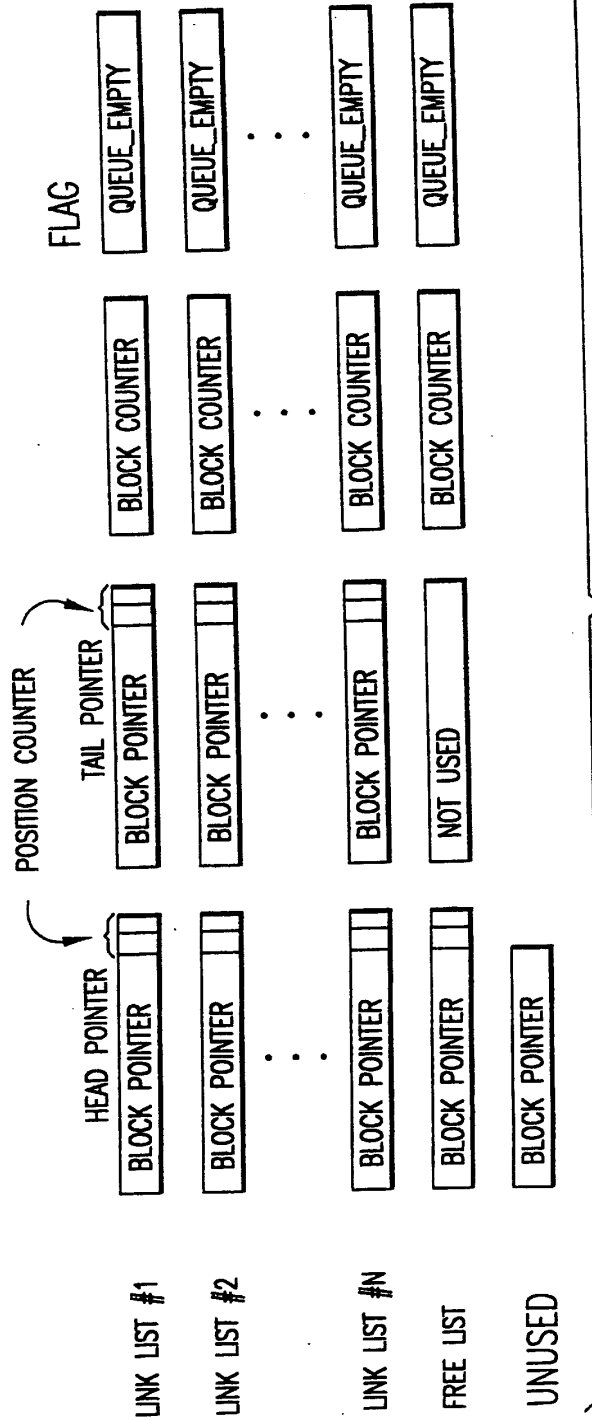 POSITION COUNTER
HEAD POINTER TAIL POINTER FLAG
LINK LIST #1 BLOCK POINTER BLOCK POINTER BLOCK COUNTER QUEUE_EMPTY
LINK LIST #2 BLOCK POINTER BLOCK POINTER BLOCK COUNTER QUEUE_EMPTY
LINK LIST #N BLOCK POINTER BLOCK POINTER BLOCK COUNTER QUEUE_EMPTY
FREE LIST BLOCK POINTER NOT USED BLOCK COUNTER QUEUE_EMPTY
UNUSED BLOCK POINTER